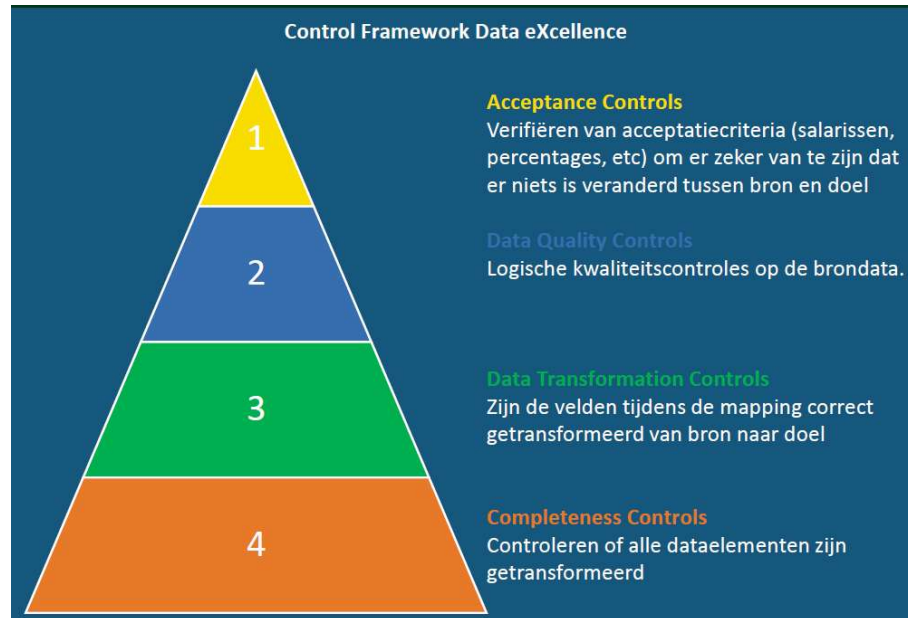 Control Framework Data eXcellence
1
Acceptance Controls
Verifiëren van acceptatiecriteria (salarissen,
percentages, etc) om er zeker van te zijn dat
er niets is veranderd tussen bron en doel
2
Data Quality Controls
Logische kwaliteitscontroles op de brondata.
3
Data Transformation Controls
Zijn de velden tijdens de mapping correct
getransformeerd van bron naar doel
4
Completeness Controls
Controleren of alle dataelementen zijn
getransformeerd